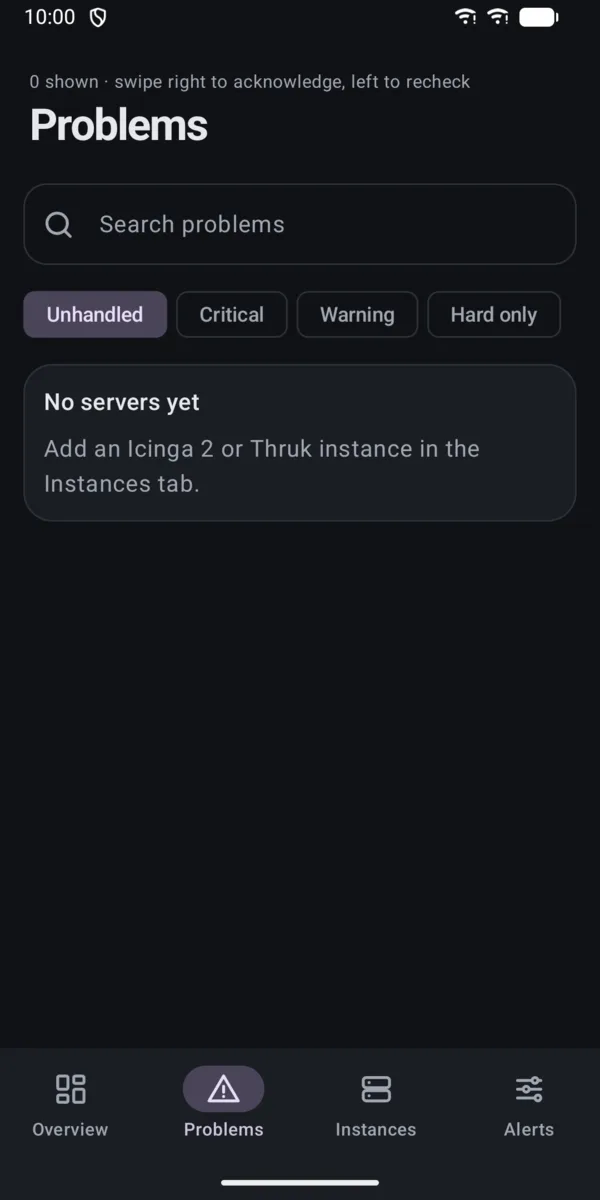 10:00
0 shown · swipe right to acknowledge, left to recheck
Problems
Search problems
Unhandled Critical Warning Hard only
No servers yet
Add an Icinga 2 or Thruk instance in the
Instances tab.
Overview Problems Instances Alerts